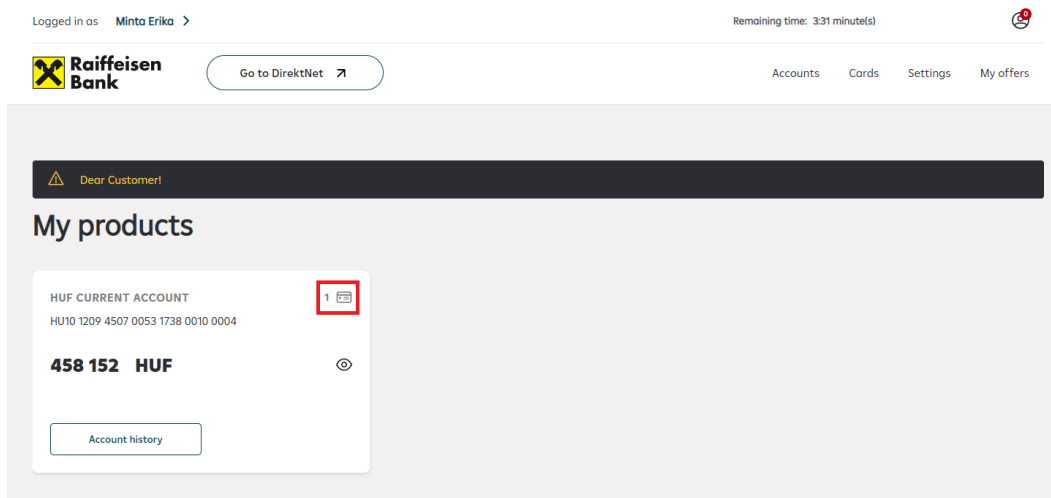 Logged in as Minta Erika
Remaining time: 3:31 minute(s)
0
Raiffeisen
Bank
Go to DirektNet
Accounts Cards Settings My offers
Dear Customer!
My products
HUF CURRENT ACCOUNT 1
HU10 1209 4507 0053 1738 0010 0004
458 152 HUF
Account history